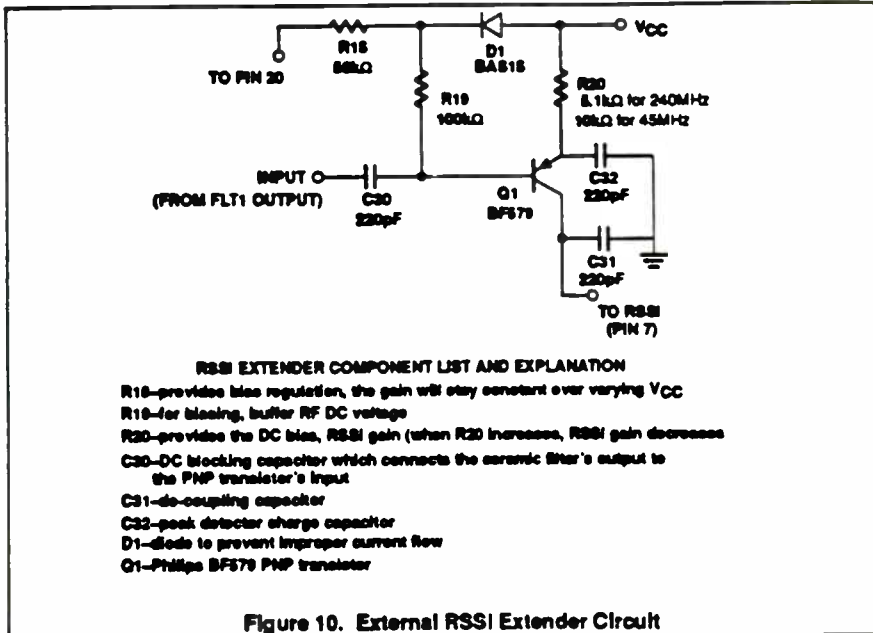 R18
56kΩ
D1
BAS16
VCC
TO PIN 20
R19
100kΩ
R20
5.1kΩ for 240MHz
10kΩ for 45MHz
INPUT
(FROM FLT1 OUTPUT)
C30
220pF
Q1
BF579
C32
220pF
C31
220pF
TO RSSI
(PIN 7)
RSSI EXTENDER COMPONENT LIST AND EXPLANATION
R18–provides bias regulation, the gain will stay constant over varying VCC
R19–for biasing, buffer RF DC voltage
R20–provides the DC bias, RSSI gain (when R20 increases, RSSI gain decreases
C30–DC blocking capacitor which connects the ceramic filter's output to
the PNP transistor's input
C31–de-coupling capacitor
C32–peak detector charge capacitor
D1–diode to prevent improper current flow
Q1–Philips BF579 PNP transistor
Figure 10. External RSSI Extender Circuit